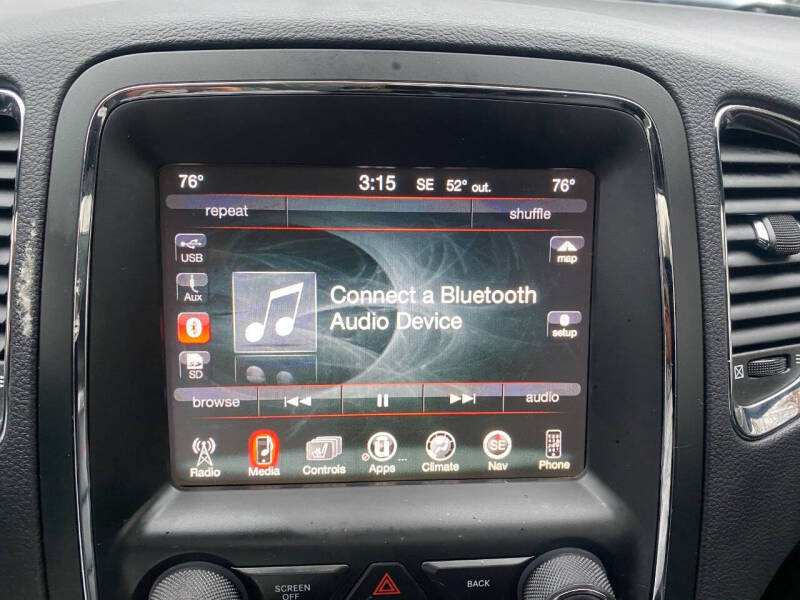 76° 3:15 SE 52° out. 76°
repeat shuffle
USB map
Aux
Connect a Bluetooth
Audio Device
setup
SD
browse audio
Radio Media Controls Apps Climate Nav Phone
SE
SCREEN
OFF
BACK